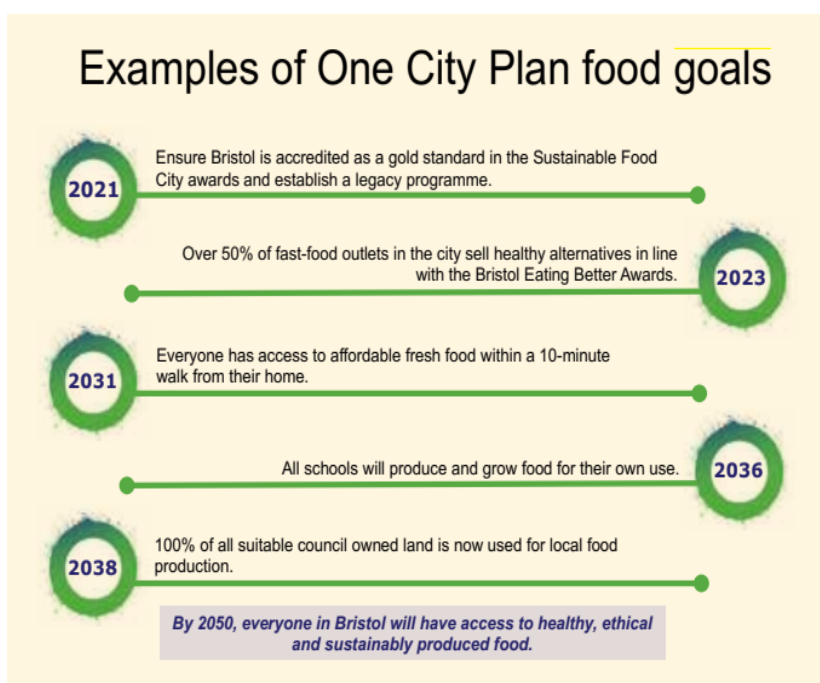 Examples of One City Plan food goals
2021
Ensure Bristol is accredited as a gold standard in the Sustainable Food
City awards and establish a legacy programme.
Over 50% of fast-food outlets in the city sell healthy alternatives in line
with the Bristol Eating Better Awards.
2023
2031
Everyone has access to affordable fresh food within a 10-minute
walk from their home.
All schools will produce and grow food for their own use.
2036
2038
100% of all suitable council owned land is now used for local food
production.
By 2050, everyone in Bristol will have access to healthy, ethical
and sustainably produced food.